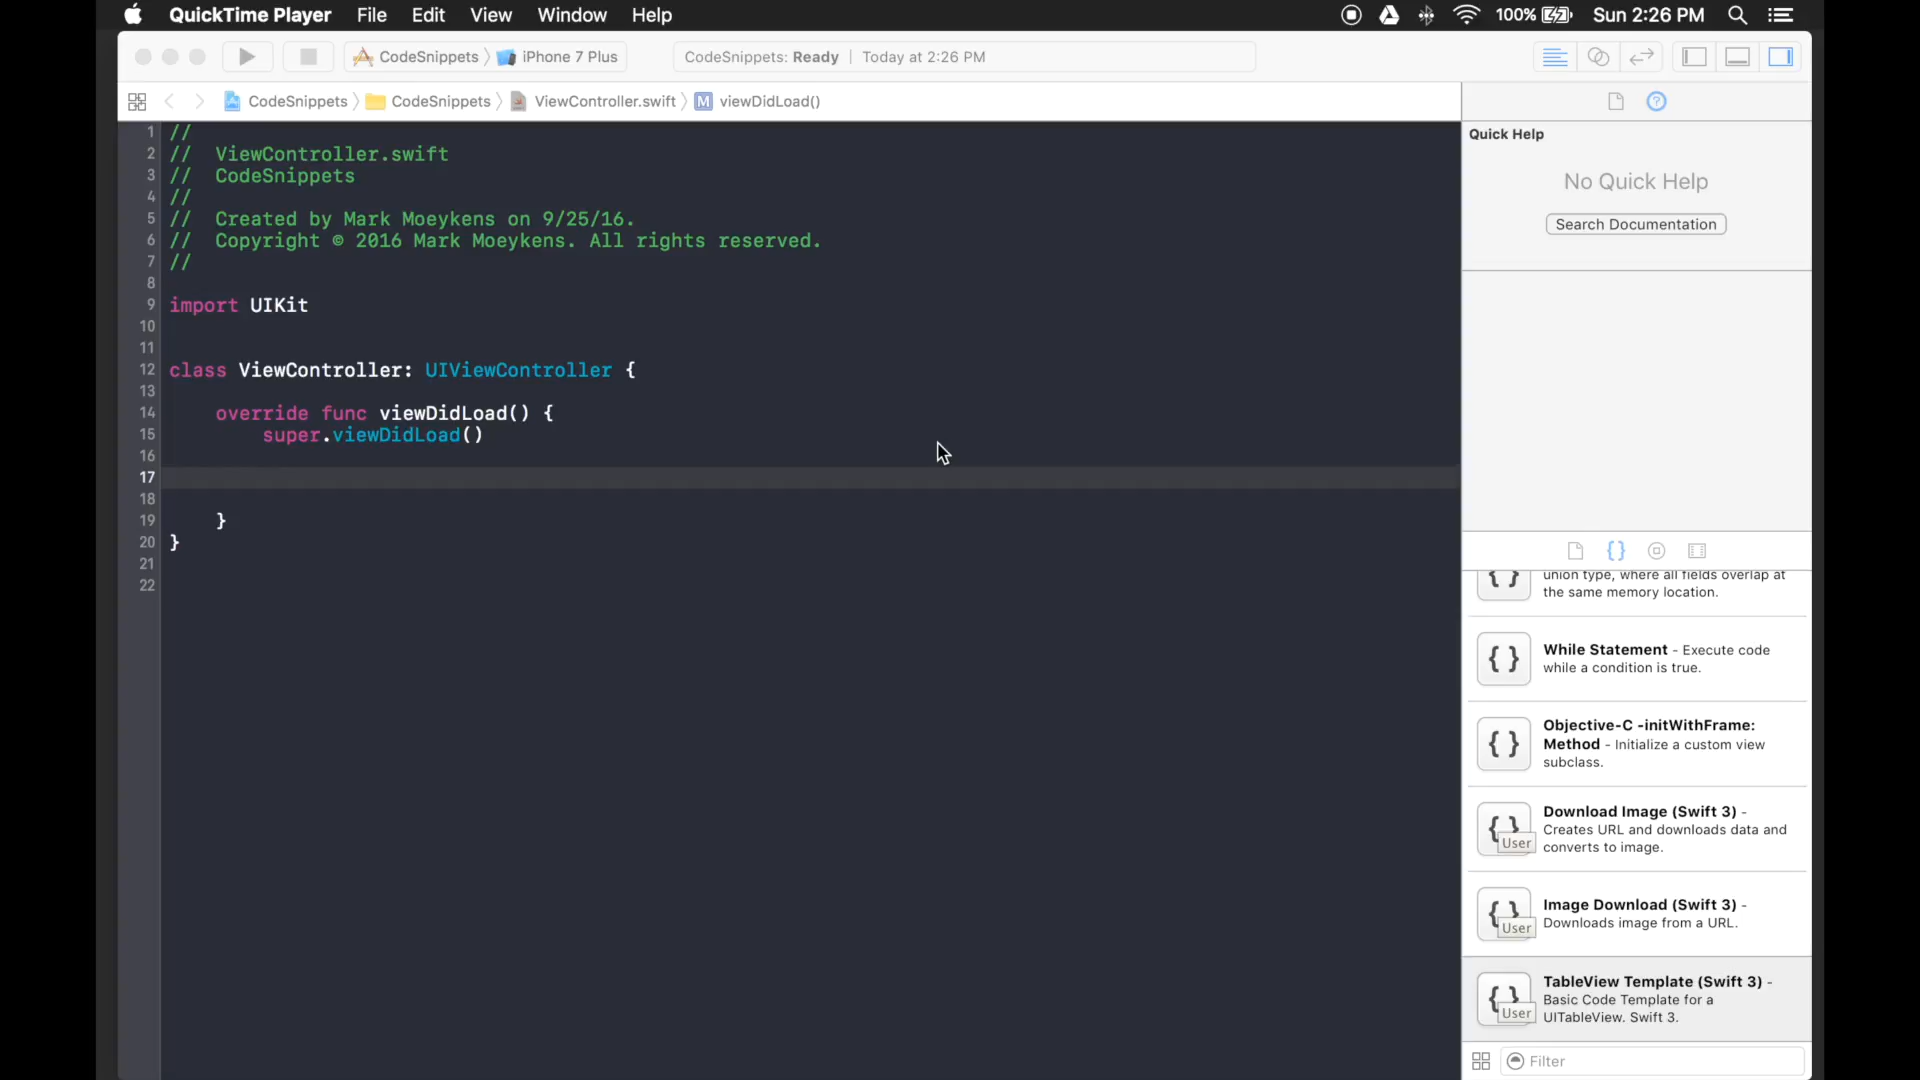 QuickTime Player File Edit View Window Help 100% Sun 2:26 PM
CodeSnippets iPhone 7 Plus CodeSnippets: Ready | Today at 2:26 PM
CodeSnippets CodeSnippets ViewController.swift M viewDidLoad()
1 //
2 // ViewController.swift
3 // CodeSnippets
4 //
5 // Created by Mark Moeykens on 9/25/16.
6 // Copyright © 2016 Mark Moeykens. All rights reserved.
7 //
8
9 import UIKit
10
11
12 class ViewController: UIViewController {
13
14 override func viewDidLoad() {
15 super.viewDidLoad()
16
17
18
19 }
20 }
21
22
Quick Help
No Quick Help
Search Documentation
union type, where all fields overlap at
the same memory location.
While Statement - Execute code
while a condition is true.
Objective-C -initWithFrame:
Method - Initialize a custom view
subclass.
Download Image (Swift 3) -
Creates URL and downloads data and
converts to image.
User
Image Download (Swift 3) -
Downloads image from a URL.
User
TableView Template (Swift 3) -
Basic Code Template for a
UITableView. Swift 3.
User
Filter